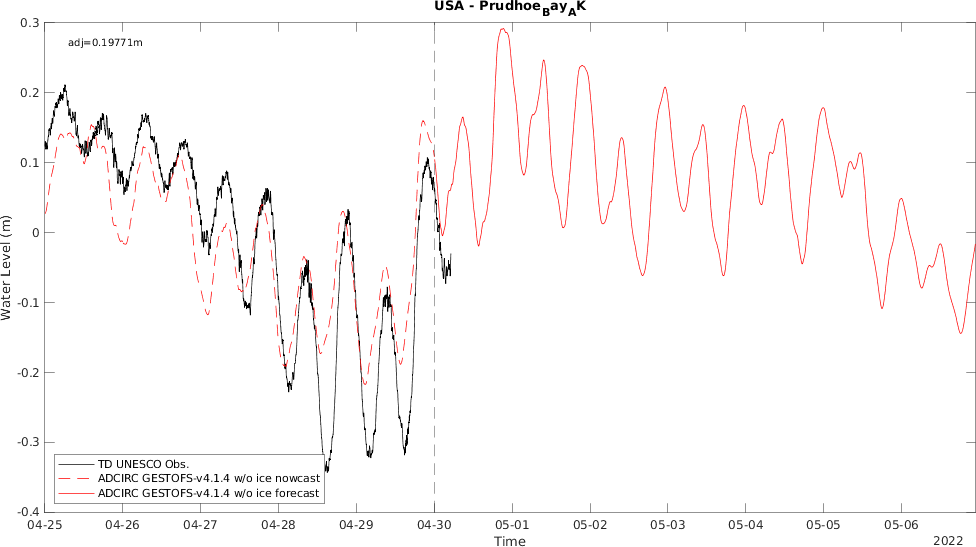 USA - Prudhoe_Bay_AK
adj=0.19771m
0.3
0.2
0.1
0
-0.1
-0.2
-0.3
-0.4
Water Level (m)
TD UNESCO Obs.
ADCIRC GESTOFS-v4.1.4 w/o ice nowcast
ADCIRC GESTOFS-v4.1.4 w/o ice forecast
04-25 04-26 04-27 04-28 04-29 04-30 05-01 05-02 05-03 05-04 05-05 05-06
Time
2022